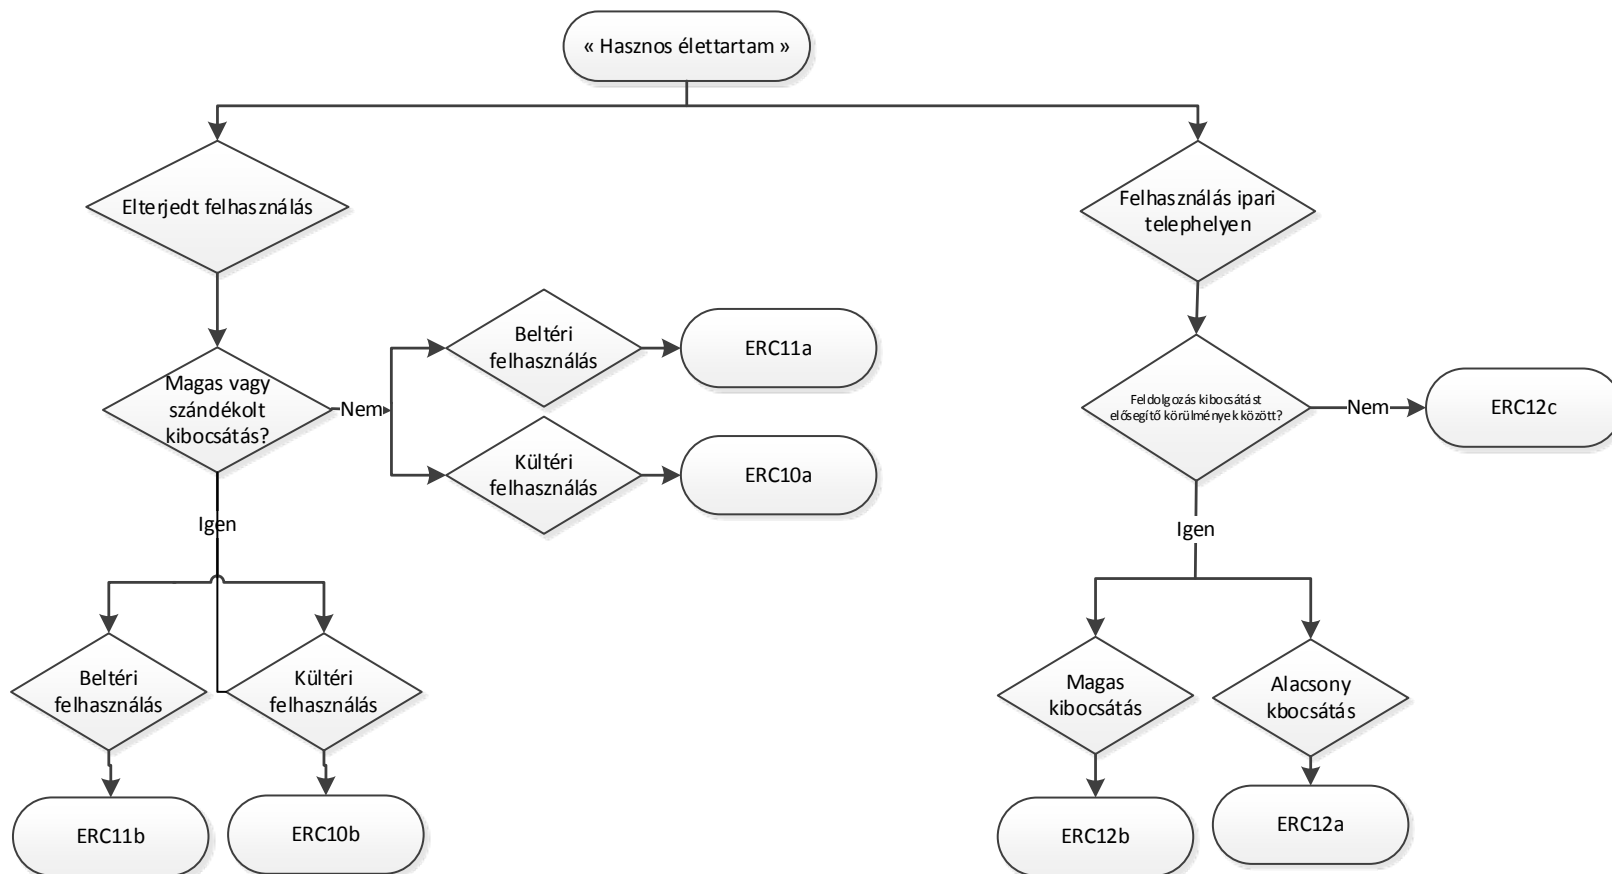 « Hasznos élettartam »
Elterjedt felhasználás
Felhasználás ipari
telephelyen
Magas vagy
szándékolt
kibocsátás?
Nem
Beltéri
felhasználás
ERC11a
Kültéri
felhasználás
ERC10a
Feldolgozás kibocsátást
elősegítő körülmények között?
Nem
ERC12c
Igen
Igen
Beltéri
felhasználás
Kültéri
felhasználás
Magas
kibocsátás
Alacsony
kbocsátás
ERC11b
ERC10b
ERC12b
ERC12a